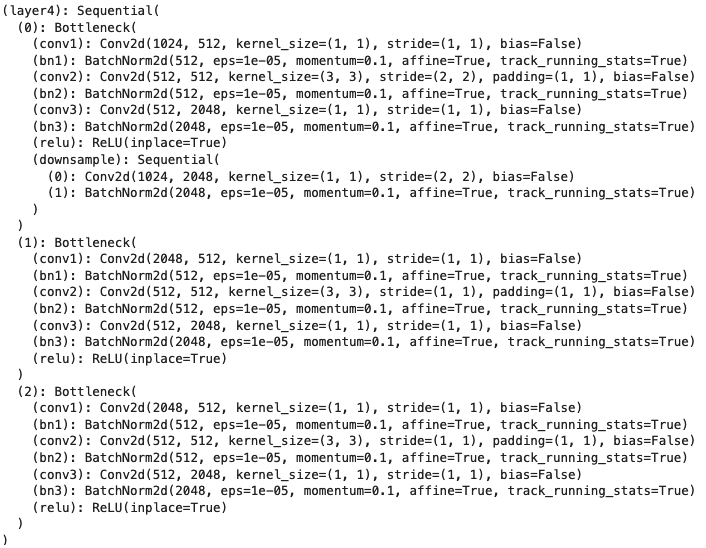 (layer4): Sequential(
  (0): Bottleneck(
    (conv1): Conv2d(1024, 512, kernel_size=(1, 1), stride=(1, 1), bias=False)
    (bn1): BatchNorm2d(512, eps=1e-05, momentum=0.1, affine=True, track_running_stats=True)
    (conv2): Conv2d(512, 512, kernel_size=(3, 3), stride=(2, 2), padding=(1, 1), bias=False)
    (bn2): BatchNorm2d(512, eps=1e-05, momentum=0.1, affine=True, track_running_stats=True)
    (conv3): Conv2d(512, 2048, kernel_size=(1, 1), stride=(1, 1), bias=False)
    (bn3): BatchNorm2d(2048, eps=1e-05, momentum=0.1, affine=True, track_running_stats=True)
    (relu): ReLU(inplace=True)
    (downsample): Sequential(
      (0): Conv2d(1024, 2048, kernel_size=(1, 1), stride=(2, 2), bias=False)
      (1): BatchNorm2d(2048, eps=1e-05, momentum=0.1, affine=True, track_running_stats=True)
    )
  )
  (1): Bottleneck(
    (conv1): Conv2d(2048, 512, kernel_size=(1, 1), stride=(1, 1), bias=False)
    (bn1): BatchNorm2d(512, eps=1e-05, momentum=0.1, affine=True, track_running_stats=True)
    (conv2): Conv2d(512, 512, kernel_size=(3, 3), stride=(1, 1), padding=(1, 1), bias=False)
    (bn2): BatchNorm2d(512, eps=1e-05, momentum=0.1, affine=True, track_running_stats=True)
    (conv3): Conv2d(512, 2048, kernel_size=(1, 1), stride=(1, 1), bias=False)
    (bn3): BatchNorm2d(2048, eps=1e-05, momentum=0.1, affine=True, track_running_stats=True)
    (relu): ReLU(inplace=True)
  )
  (2): Bottleneck(
    (conv1): Conv2d(2048, 512, kernel_size=(1, 1), stride=(1, 1), bias=False)
    (bn1): BatchNorm2d(512, eps=1e-05, momentum=0.1, affine=True, track_running_stats=True)
    (conv2): Conv2d(512, 512, kernel_size=(3, 3), stride=(1, 1), padding=(1, 1), bias=False)
    (bn2): BatchNorm2d(512, eps=1e-05, momentum=0.1, affine=True, track_running_stats=True)
    (conv3): Conv2d(512, 2048, kernel_size=(1, 1), stride=(1, 1), bias=False)
    (bn3): BatchNorm2d(2048, eps=1e-05, momentum=0.1, affine=True, track_running_stats=True)
    (relu): ReLU(inplace=True)
  )
)